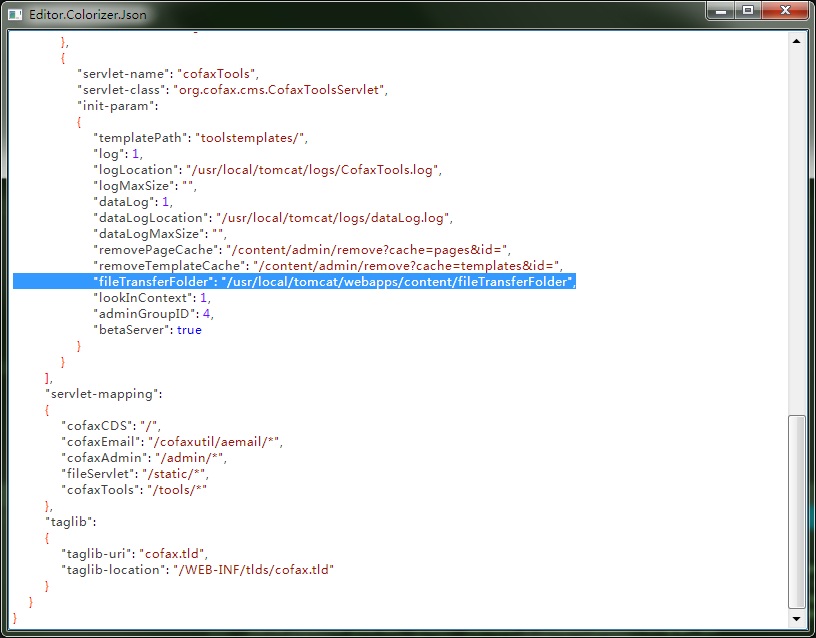 Editor.Colorizer.Json
},
{
"servlet-name": "cofaxTools",
"servlet-class": "org.cofax.cms.CofaxToolsServlet",
"init-param":
{
"templatePath": "toolstemplates/",
"log": 1,
"logLocation": "/usr/local/tomcat/logs/CofaxTools.log",
"logMaxSize": "",
"dataLog": 1,
"dataLogLocation": "/usr/local/tomcat/logs/dataLog.log",
"dataLogMaxSize": "",
"removePageCache": "/content/admin/remove?cache=pages&id=",
"removeTemplateCache": "/content/admin/remove?cache=templates&id=",
"fileTransferFolder": "/usr/local/tomcat/webapps/content/fileTransferFolder",
"lookInContext": 1,
"adminGroupID": 4,
"betaServer": true
}
}
],
"servlet-mapping":
{
"cofaxCDS": "/",
"cofaxEmail": "/cofaxutil/aemail/*",
"cofaxAdmin": "/admin/*",
"fileServlet": "/static/*",
"cofaxTools": "/tools/*"
},
"taglib":
{
"taglib-uri": "cofax.tld",
"taglib-location": "/WEB-INF/tlds/cofax.tld"
}
}
}